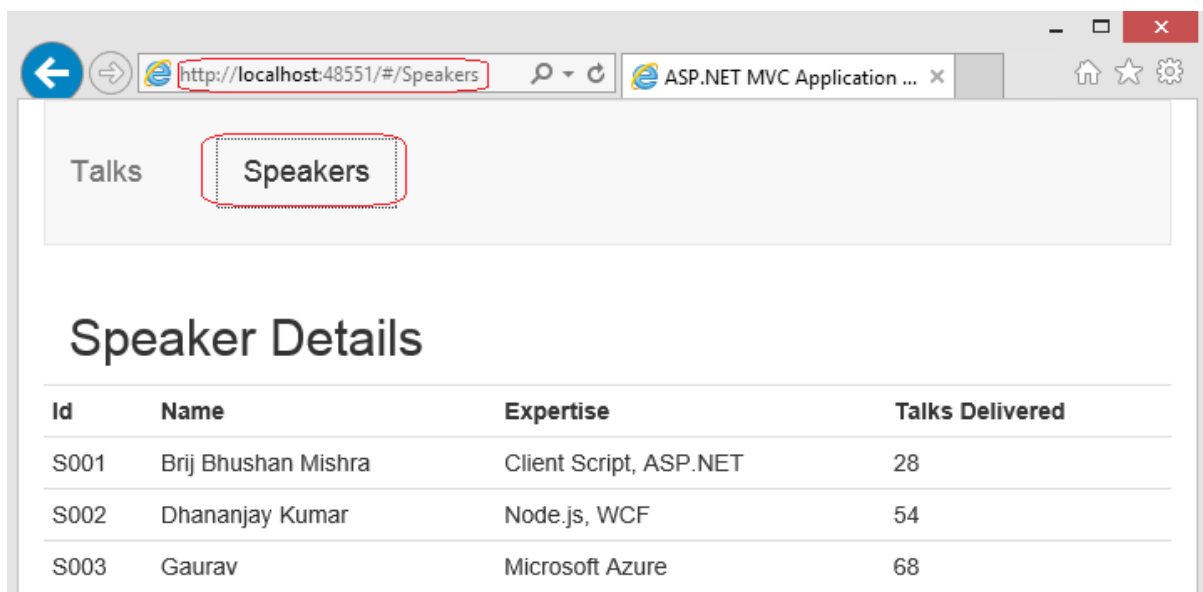 http://localhost:48551/#/Speakers
ASP.NET MVC Application ...
Talks Speakers
Speaker Details
Id Name Expertise Talks Delivered
S001 Brij Bhushan Mishra Client Script, ASP.NET 28
S002 Dhananjay Kumar Node.js, WCF 54
S003 Gaurav Microsoft Azure 68